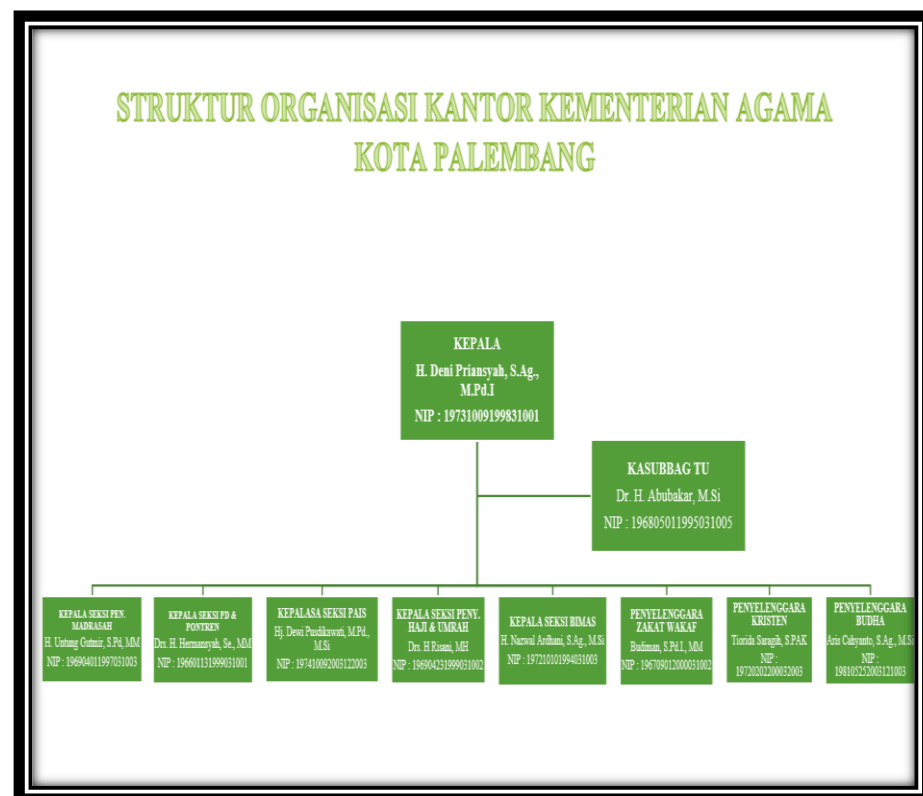 STRUKTUR ORGANISASI KANTOR KEMENTERIAN AGAMA
KOTA PALEMBANG
KEPALA
H. Deni Priansyah, S.Ag.,
M.Pd.I
NIP : 19731009199831001
KASUBBAG TU
Dr. H. Abubakar, M.Si
NIP : 196805011995031005
KEPALA SEKSI PEN.
MADRASAH
H. Untung Gutmir, S.Pd, MM
NIP : 196904011997031003
KEPALA SEKSI PD &
PONTREN
Drs. H. Hermansyah, Se., MM
NIP : 196601131999031001
KEPALASA SEKSI PAIS
Hj. Dewi Pusdikawati, M.Pd.,
M.Si
NIP : 197410092003122003
KEPALA SEKSI PENY.
HAJI & UMRAH
Drs. H Risani, MH
NIP : 196904231999031002
KEPALA SEKSI BIMAS
H. Nazwal Ardhani, S.Ag., M.Si
NIP : 197210101994031003
PENYELENGGARA
ZAKAT WAKAF
Budiman, S.Pd.I., MM
NIP : 196709012000031002
PENYELENGGARA
KRISTEN
Tiorida Saragih, S.PAK
NIP :
19720202200032003
PENYELENGGARA
BUDHA
Aris Cahyanto, S.Ag., M.Si
NIP :
198105252003121003